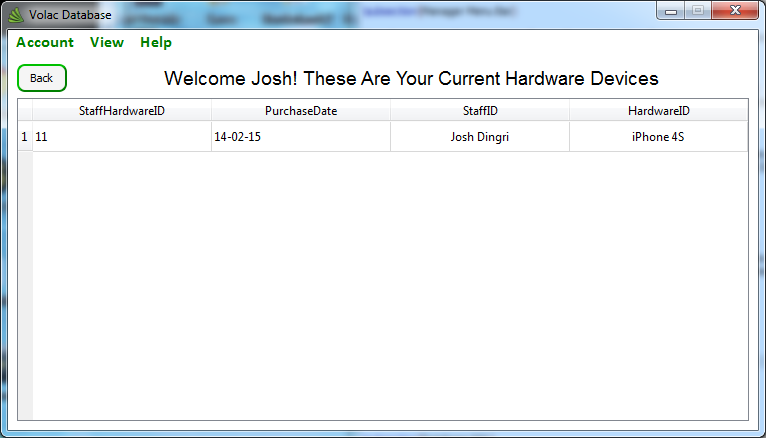 Volac Database
Account View Help
Back
Welcome Josh! These Are Your Current Hardware Devices
StaffHardwareID PurchaseDate StaffID HardwareID
1 11 14-02-15 Josh Dingri iPhone 4S